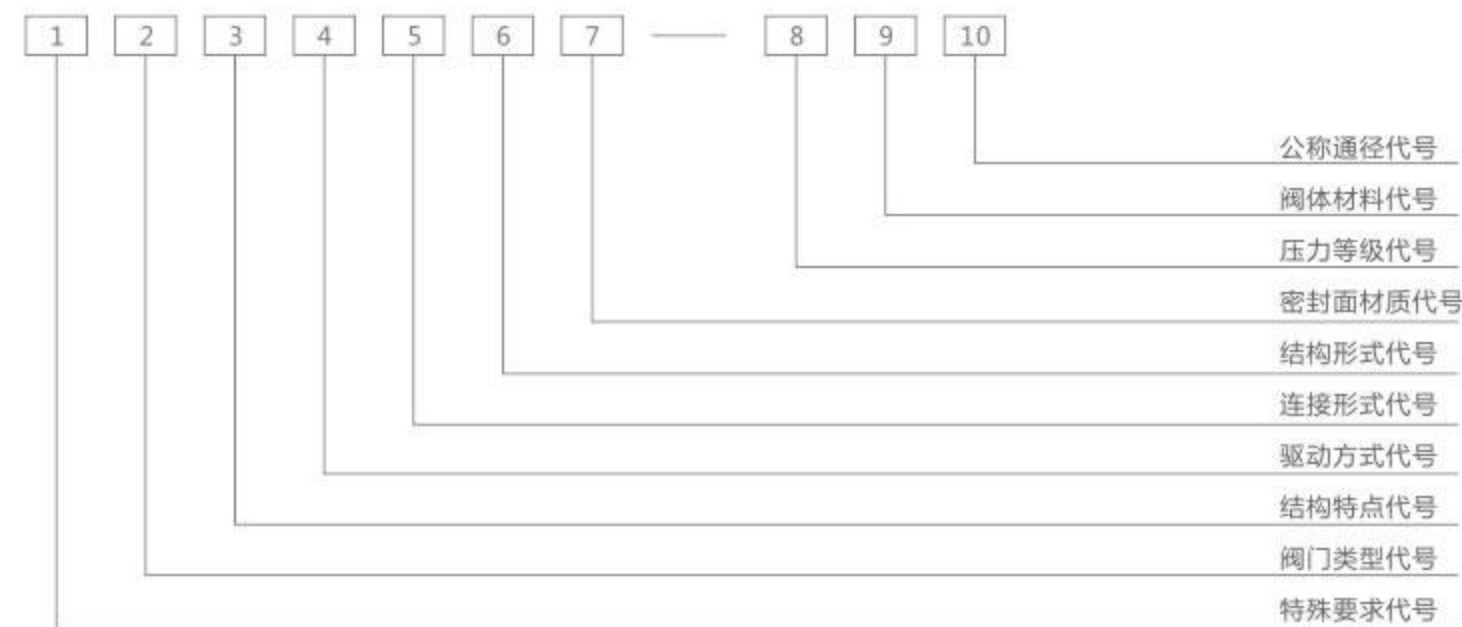 1 2 3 4 5 6 7 — 8 9 10
公称通径代号
阀体材料代号
压力等级代号
密封面材质代号
结构形式代号
连接形式代号
驱动方式代号
结构特点代号
阀门类型代号
特殊要求代号